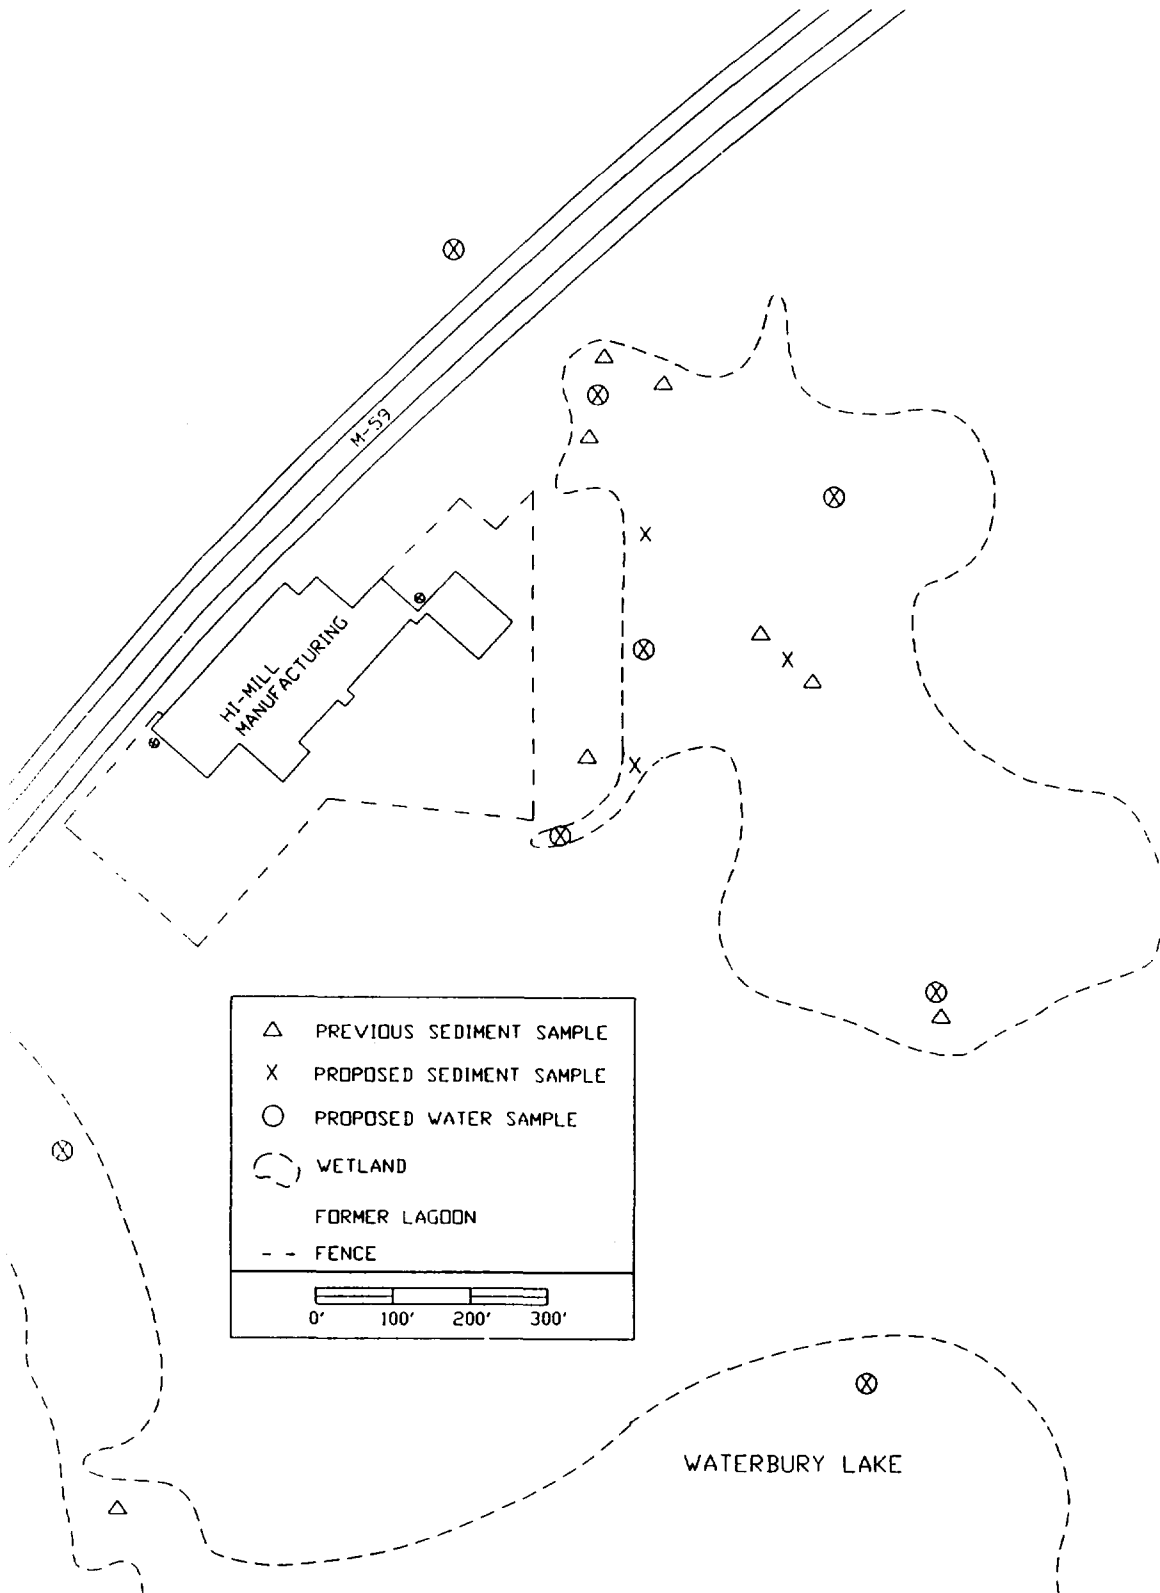 M-59
HI-MILL
MANUFACTURING
PREVIOUS SEDIMENT SAMPLE
X PROPOSED SEDIMENT SAMPLE
PROPOSED WATER SAMPLE
WETLAND
FORMER LAGOON
FENCE
0' 100' 200' 300'
WATERBURY LAKE